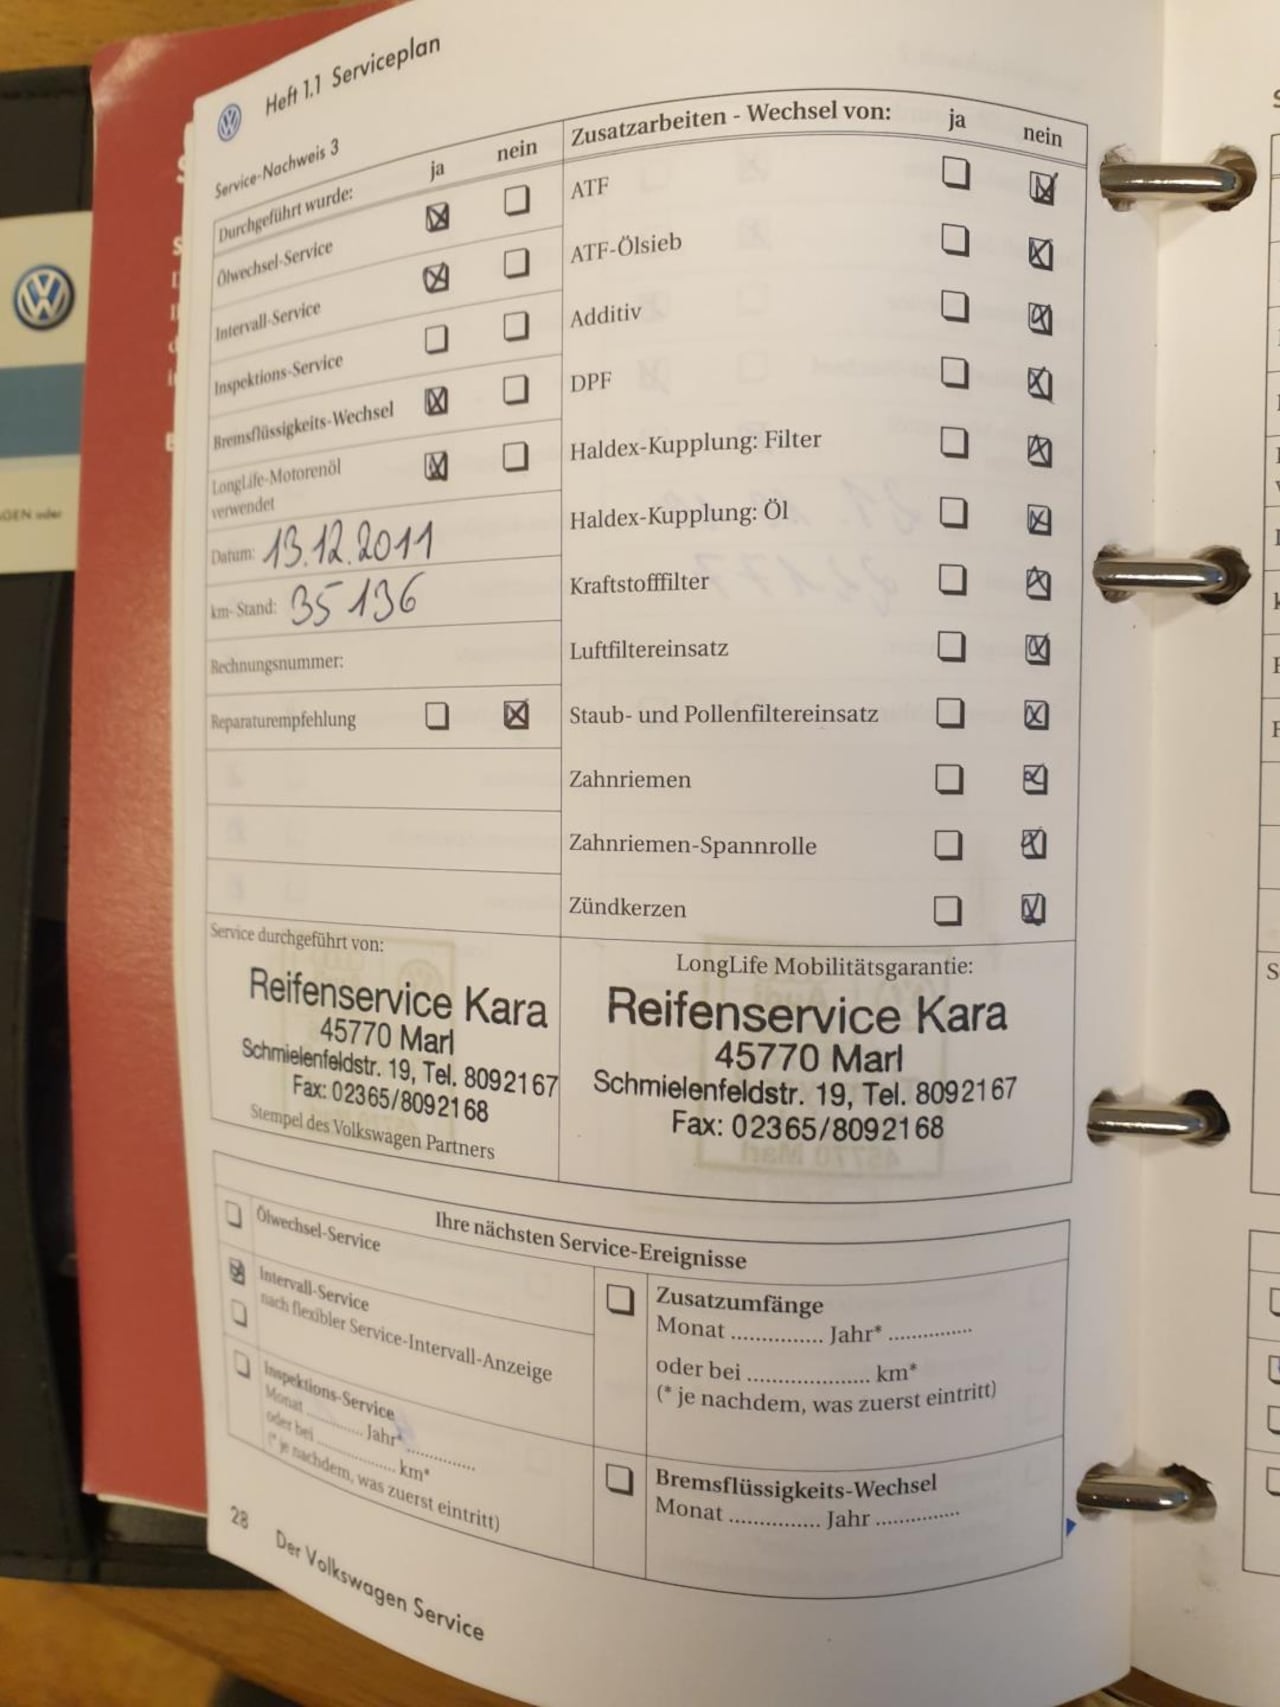 Heft 1.1 Serviceplan
Service-Nachweis 3
Durchgeführt wurde: ja nein
Ölwechsel-Service
Intervall-Service
Inspektions-Service
Bremsflüssigkeits-Wechsel
LongLife-Motorenöl
verwendet
Datum: 13.12.2011
km- Stand: 35 136
Rechnungsnummer:
Reparaturempfehlung
Zusatzarbeiten - Wechsel von: ja nein
ATF
ATF-Ölsieb
Additiv
DPF
Haldex-Kupplung: Filter
Haldex-Kupplung: Öl
Kraftstofffilter
Luftfiltereinsatz
Staub- und Pollenfiltereinsatz
Zahnriemen
Zahnriemen-Spannrolle
Zündkerzen
Service durchgeführt von:
Reifenservice Kara
45770 Marl
Schmielenfeldstr. 19, Tel. 8092167
Fax: 02365/8092168
Stempel des Volkswagen Partners
LongLife Mobilitätsgarantie:
Reifenservice Kara
45770 Marl
Schmielenfeldstr. 19, Tel. 8092167
Fax: 02365/8092168
Ihre nächsten Service-Ereignisse
Ölwechsel-Service
Intervall-Service
nach flexibler Service-Intervall-Anzeige
Inspektions-Service
Monat .............. Jahr* ..............
oder bei .................... km*
(* je nachdem, was zuerst eintritt)
Zusatzumfänge
Monat ............... Jahr* ..............
oder bei .................... km*
(* je nachdem, was zuerst eintritt)
Bremsflüssigkeits-Wechsel
Monat ............... Jahr ..............
28 Der Volkswagen Service